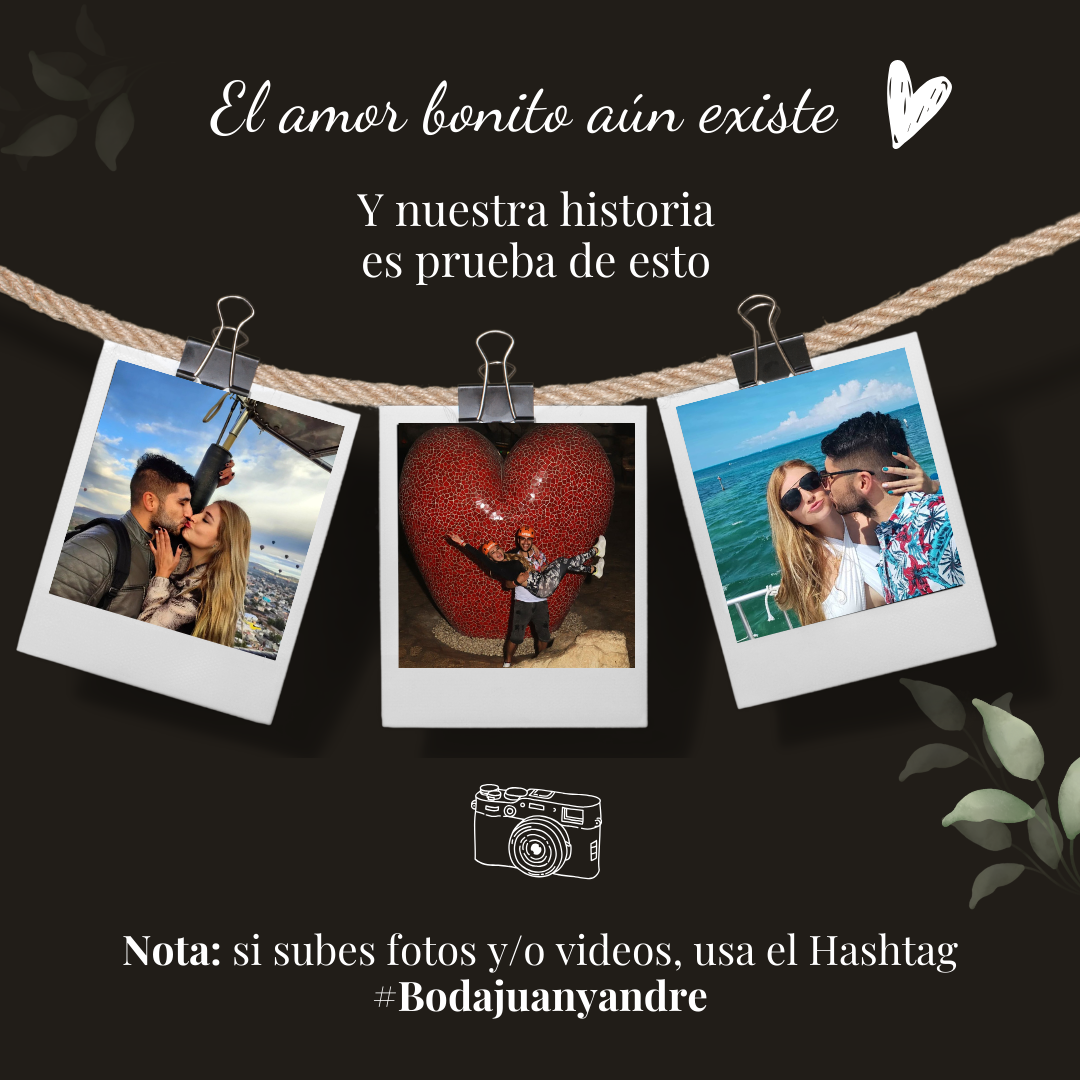 El amor bonito aún existe
Y nuestra historia
es prueba de esto
Nota: si subes fotos y/o videos, usa el Hashtag
#Bodajuanyandre